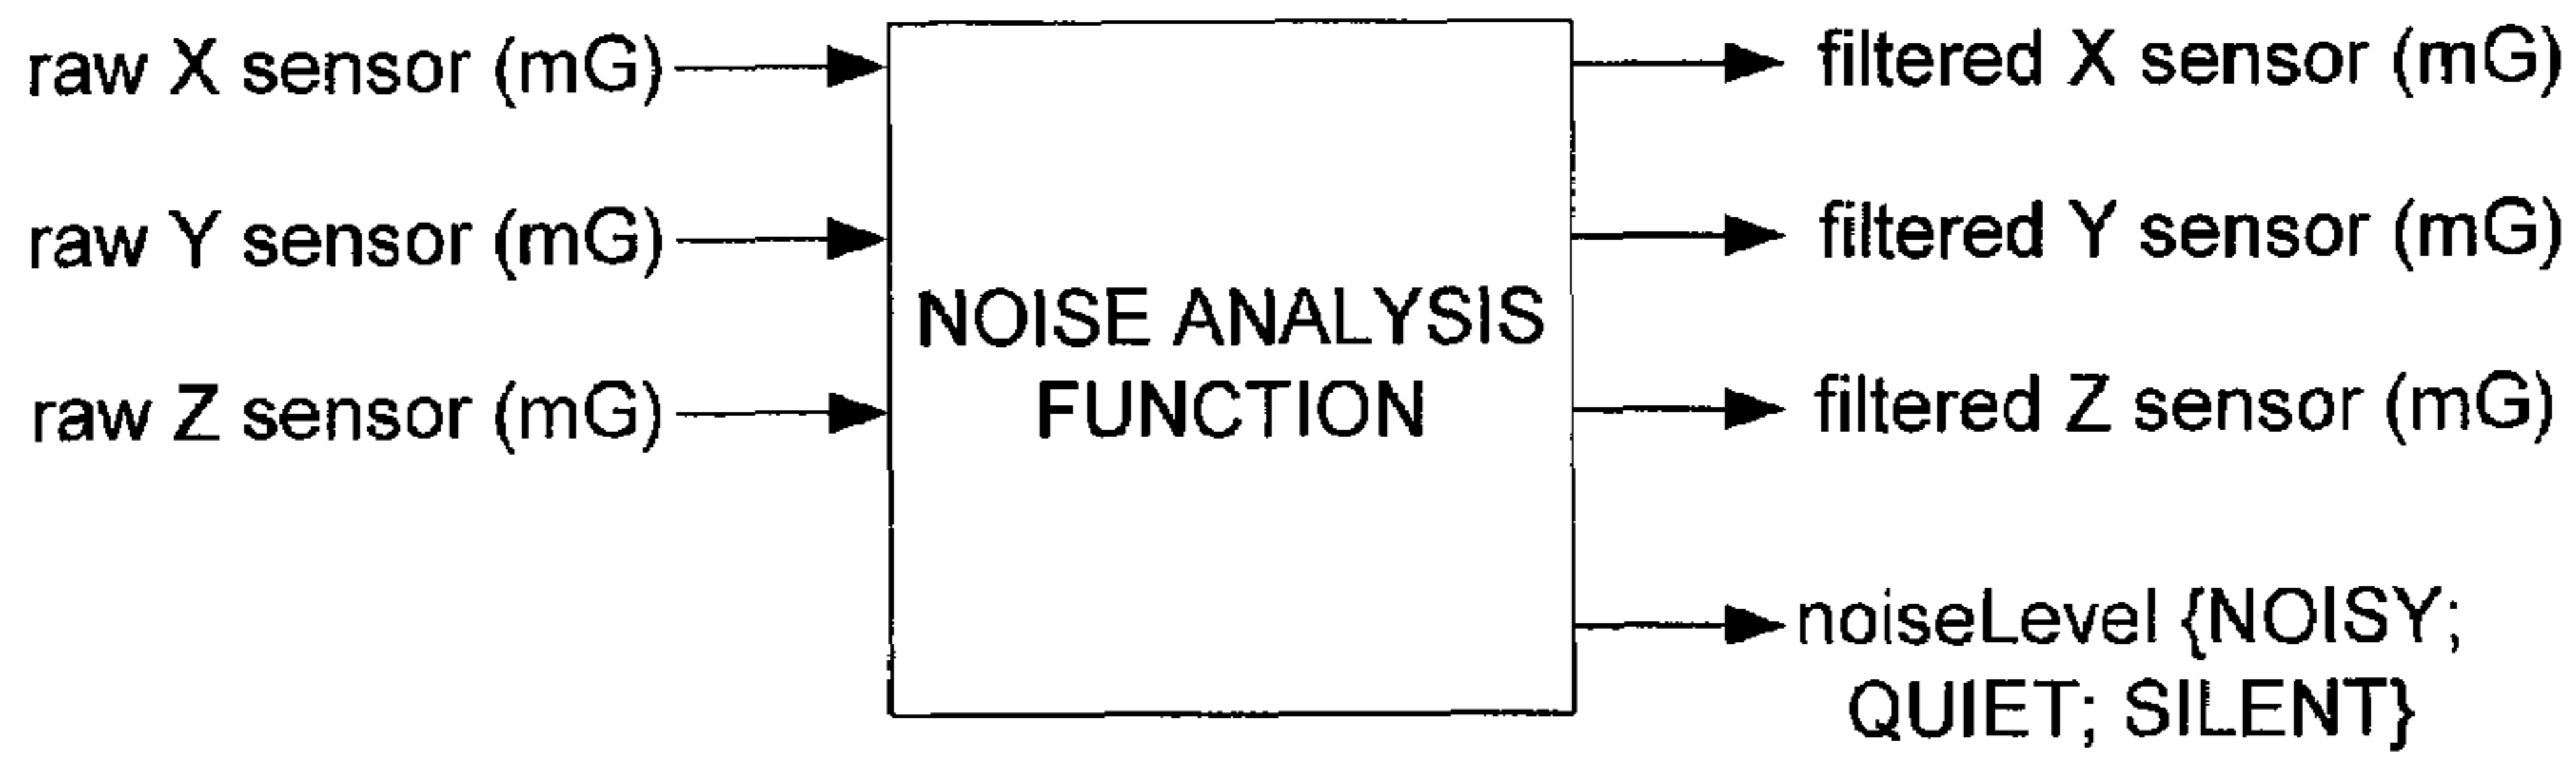 raw X sensor (mG)
raw Y sensor (mG)
raw Z sensor (mG)
NOISE ANALYSIS
FUNCTION
filtered X sensor (mG)
filtered Y sensor (mG)
filtered Z sensor (mG)
noiseLevel {NOISY;
QUIET; SILENT}